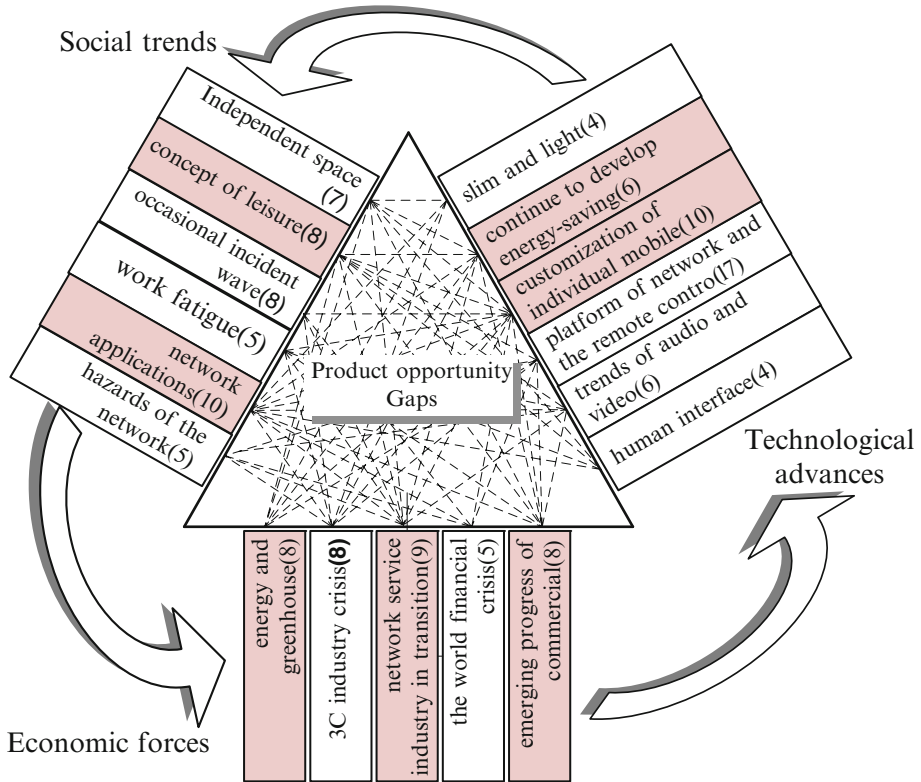 Social trends
Independent space
(7)
concept of leisure(8)
occasional incident
wave(8)
work fatigue(5)
network
applications(10)
hazards of the
network(5)
slim and light(4)
continue to develop
energy-saving(6)
customization of
individual mobile(10)
platform of network and
the remote contro(l7)
trends of audio and
video(6)
human interface(4)
Product opportunity
Gaps
Technological
advances
energy and
greenhouse(8)
3C industry crisis(8)
network service
industry in transition(9)
the world financial
crisis(5)
emerging progress of
commercial(8)
Economic forces